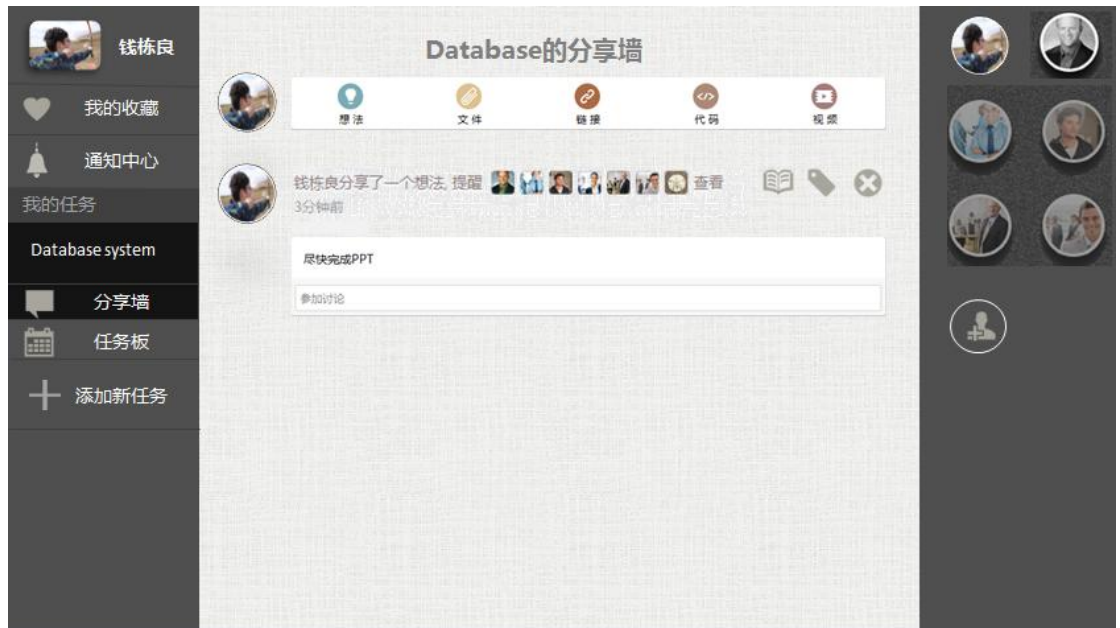 钱栋良
我的收藏
通知中心
我的任务
Database system
分享墙
任务板
添加新任务
Database的分享墙
想法 文件 链接 代码 视频
钱栋良分享了一个想法, 提醒 查看
3分钟前
尽快完成PPT
参加讨论